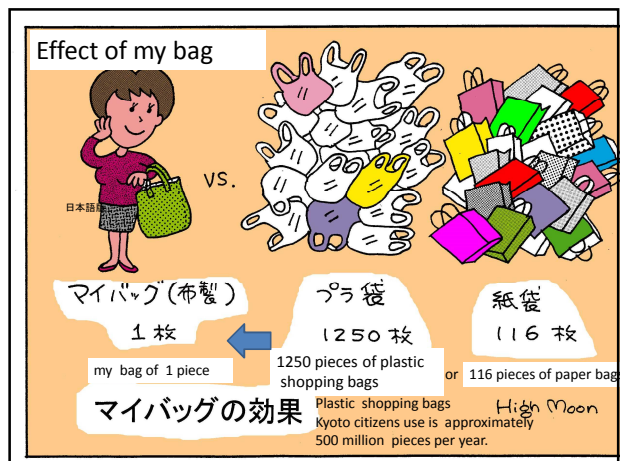 Effect of my bag
vs.
日本語
マイバッグ(布製)
1枚
プラ袋
1250枚
紙袋
116枚
my bag of 1 piece
1250 pieces of plastic
shopping bags
or
116 pieces of paper bags
マイバッグの効果
Plastic shopping bags
Kyoto citizens use is approximately
500 million pieces per year.
High Moon